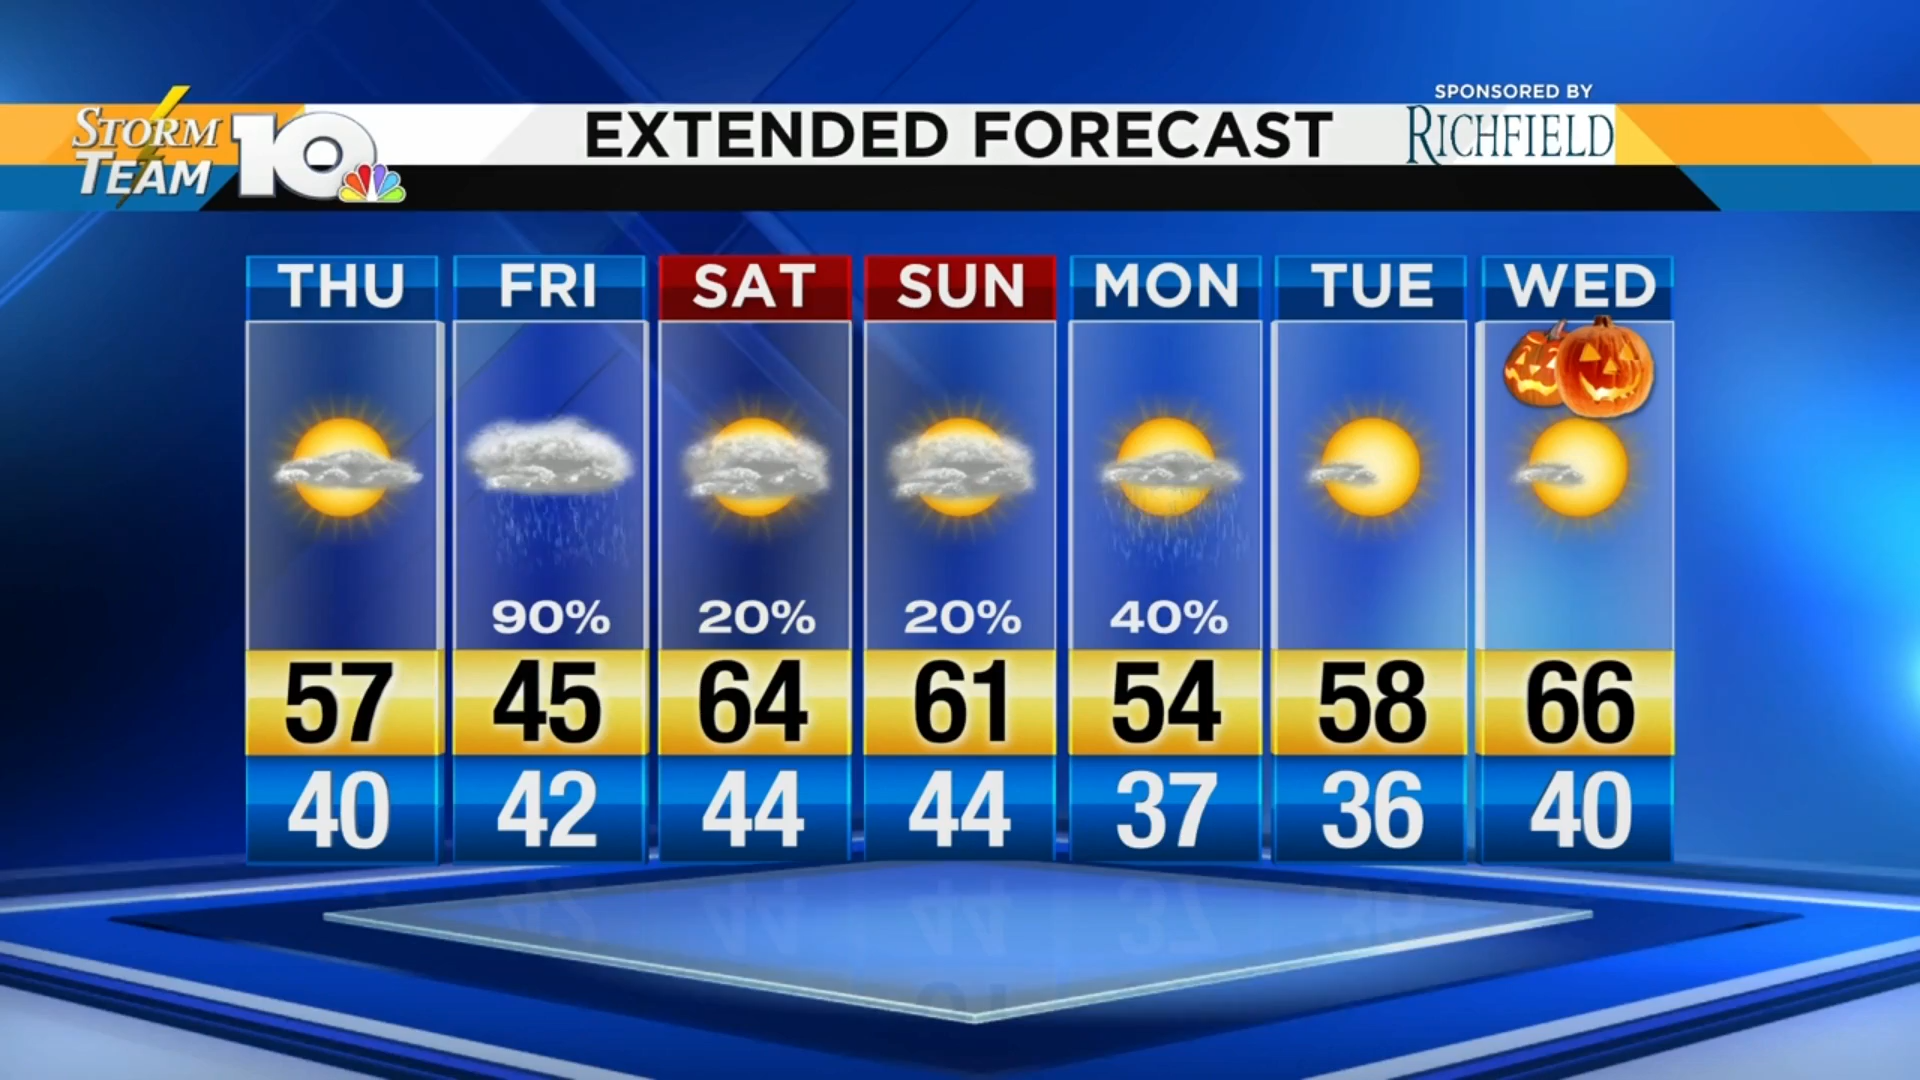 SPONSORED BY
STORM TEAM 10
EXTENDED FORECAST
RICHFIELD
THU FRI SAT SUN MON TUE WED
90% 20% 20% 40%
57 45 64 61 54 58 66
40 42 44 44 37 36 40